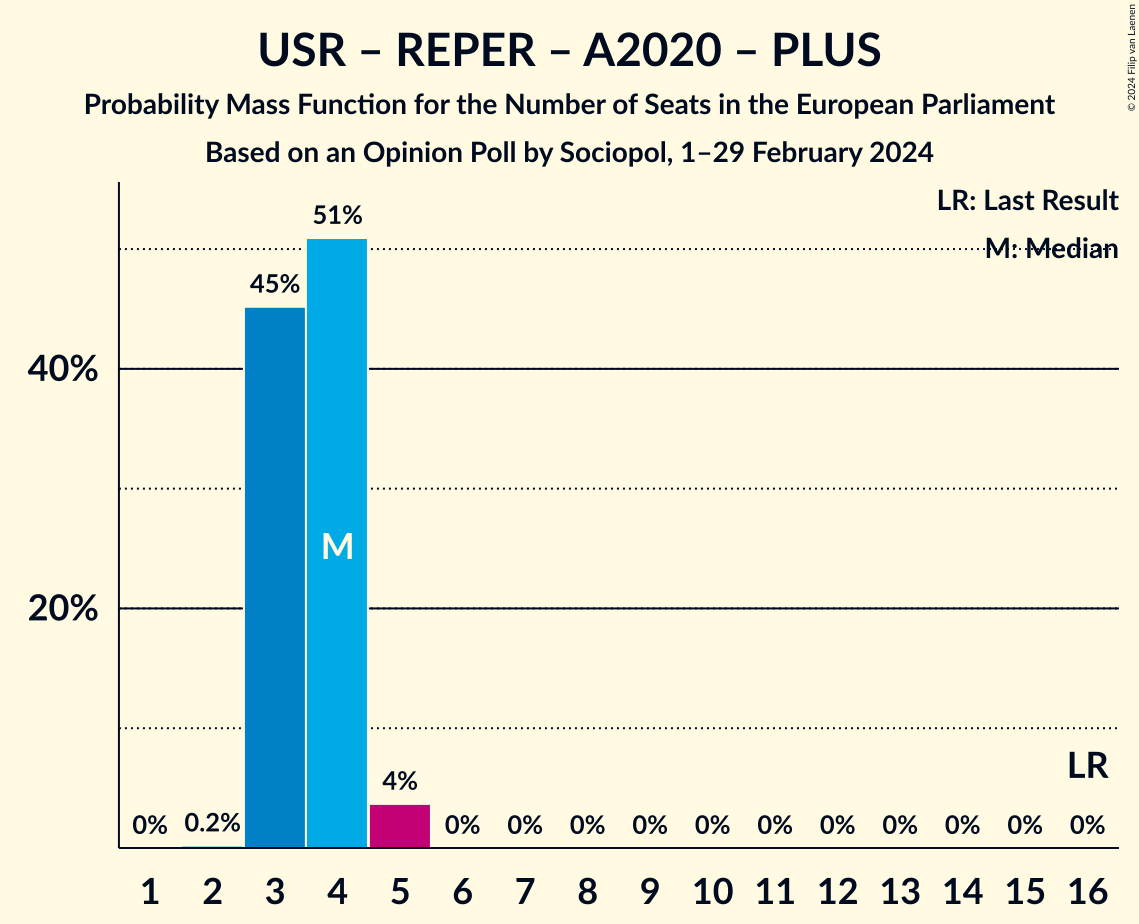 USR – REPER – A2020 – PLUS
Probability Mass Function for the Number of Seats in the European Parliament
Based on an Opinion Poll by Sociopol, 1–29 February 2024
© 2024 Filip van Laenen
LR: Last Result
M: Median
51%
45%
40%
M
20%
LR
4%
0% 0.2% 0% 0% 0% 0% 0% 0% 0% 0% 0% 0% 0%
1 2 3 4 5 6 7 8 9 10 11 12 13 14 15 16